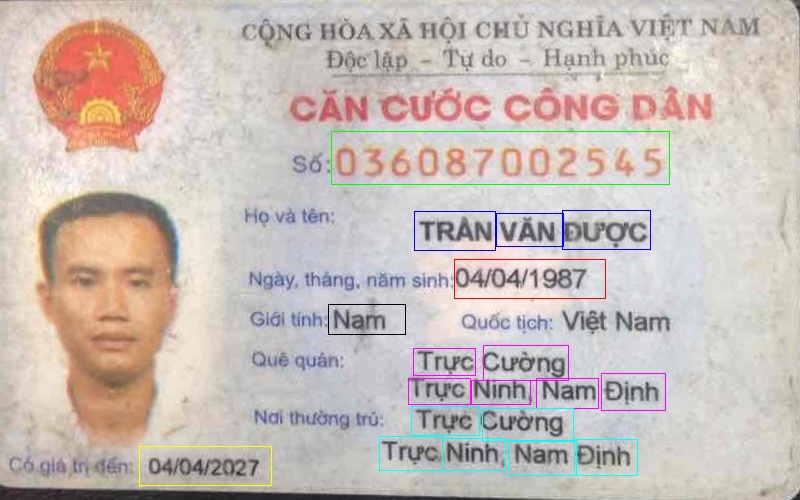 CỘNG HÒA XÃ HỘI CHỦ NGHĨA VIỆT NAM
Độc lập - Tự do - Hạnh phúc
CĂN CƯỚC CÔNG DÂN
Số: 036087002545
Họ và tên:
TRẦN VĂN ĐƯỢC
Ngày, tháng, năm sinh: 04/04/1987
Giới tính: Nam Quốc tịch: Việt Nam
Quê quán: Trực Cường
Trực Ninh, Nam Định
Nơi thường trú: Trực Cường
Trực Ninh, Nam Định
Có giá trị đến: 04/04/2027